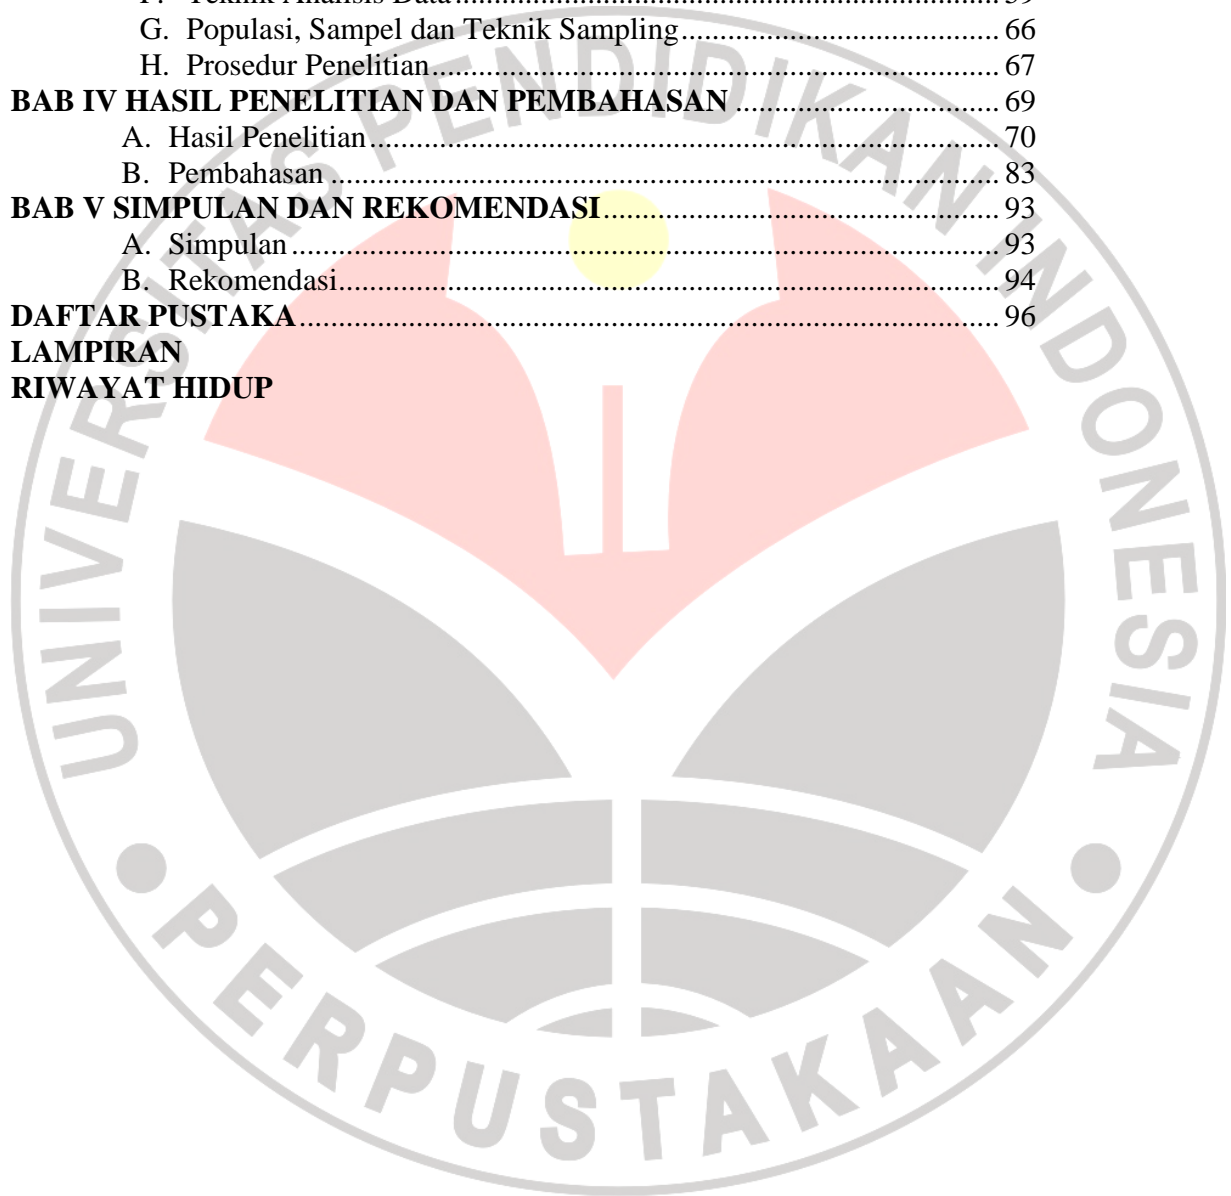 G. Populasi, Sampel dan Teknik Sampling....................................... 66
H. Prosedur Penelitian...................................................................... 67
BAB IV HASIL PENELITIAN DAN PEMBAHASAN ................................ 69
A. Hasil Penelitian............................................................................. 70
B. Pembahasan .................................................................................. 83
BAB V SIMPULAN DAN REKOMENDASI................................................ 93
A. Simpulan ....................................................................................... 93
B. Rekomendasi................................................................................. 94
DAFTAR PUSTAKA...................................................................................... 96
LAMPIRAN
RIWAYAT HIDUP
UNIVERSITAS PENDIDIKAN INDONESIA
PERPUSTAKAAN